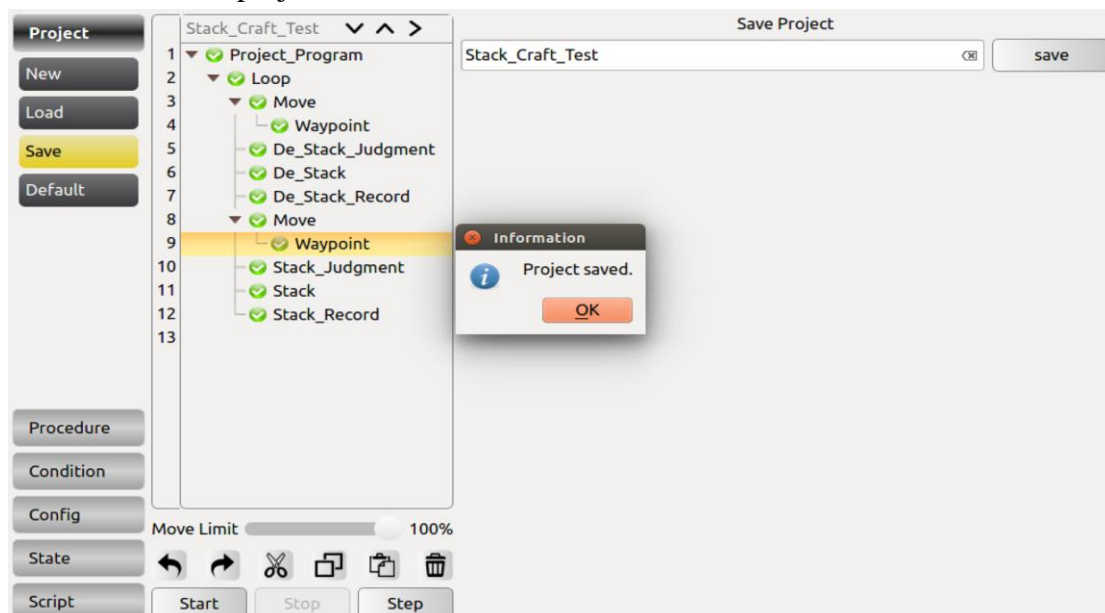 Project
New
Load
Save
Default
Procedure
Condition
Config
State
Script
Stack_Craft_Test
1 Project_Program
2 Loop
3 Move
4 Waypoint
5 De_Stack_Judgment
6 De_Stack
7 De_Stack_Record
8 Move
9 Waypoint
10 Stack_Judgment
11 Stack
12 Stack_Record
13
Move Limit 100%
Start Stop Step
Save Project
Stack_Craft_Test save
Information
Project saved.
OK